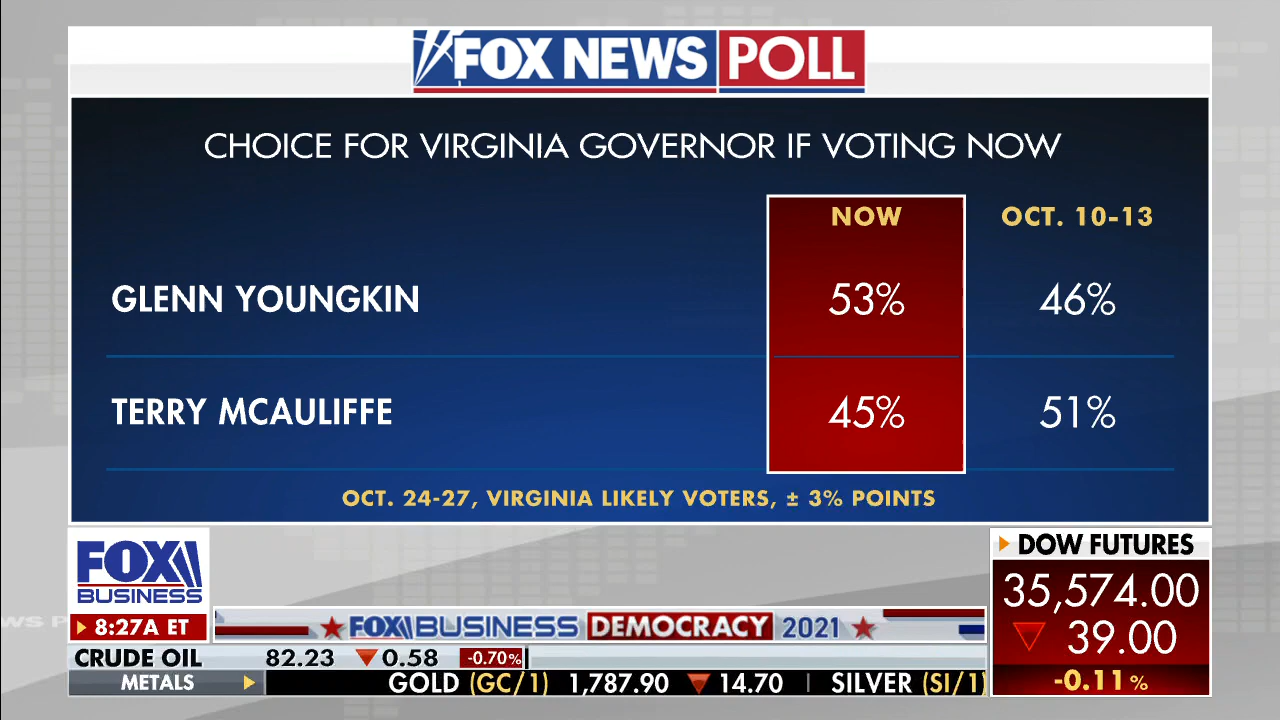 FOX NEWS POLL
CHOICE FOR VIRGINIA GOVERNOR IF VOTING NOW
NOW OCT. 10-13
GLENN YOUNGKIN 53% 46%
TERRY MCAULIFFE 45% 51%
OCT. 24-27, VIRGINIA LIKELY VOTERS, ± 3% POINTS
FOX BUSINESS
8:27A ET
FOX BUSINESS DEMOCRACY 2021
DOW FUTURES
35,574.00
39.00
-0.11%
CRUDE OIL 82.23 0.58 -0.70%
METALS GOLD (GC/1) 1,787.90 14.70 | SILVER (SI/1)